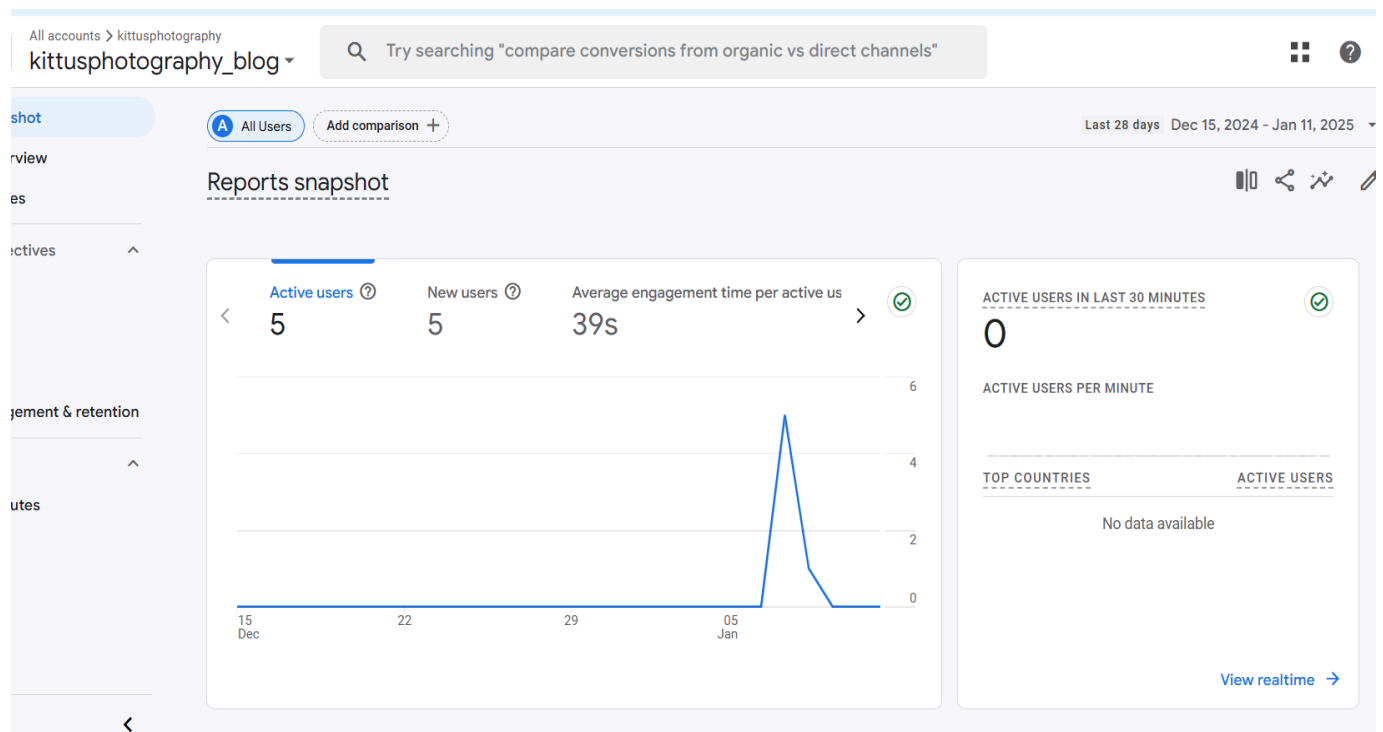 All accounts > kittusphotography
kittusphotography_blog
Try searching "compare conversions from organic vs direct channels"
shot
rview
es
ectives
gement & retention
utes
A All Users
Add comparison +
Last 28 days Dec 15, 2024 - Jan 11, 2025
Reports snapshot
Active users
5
New users
5
Average engagement time per active us
39s
6
4
2
0
15
Dec
22
29
05
Jan
ACTIVE USERS IN LAST 30 MINUTES
0
ACTIVE USERS PER MINUTE
TOP COUNTRIES ACTIVE USERS
No data available
View realtime